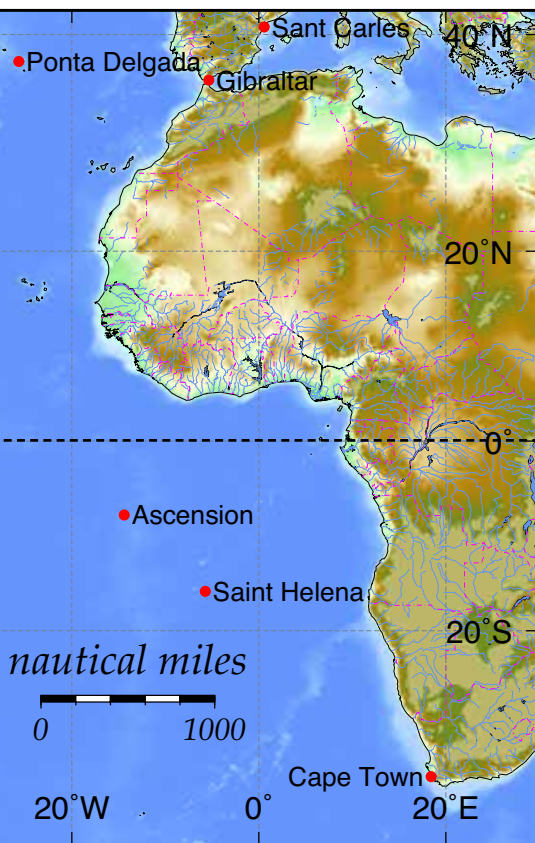 Sant Carles
40°N
Ponta Delgada
Gibraltar
20°N
0°
Ascension
Saint Helena
20°S
nautical miles
0 1000
Cape Town
20°W 0° 20°E